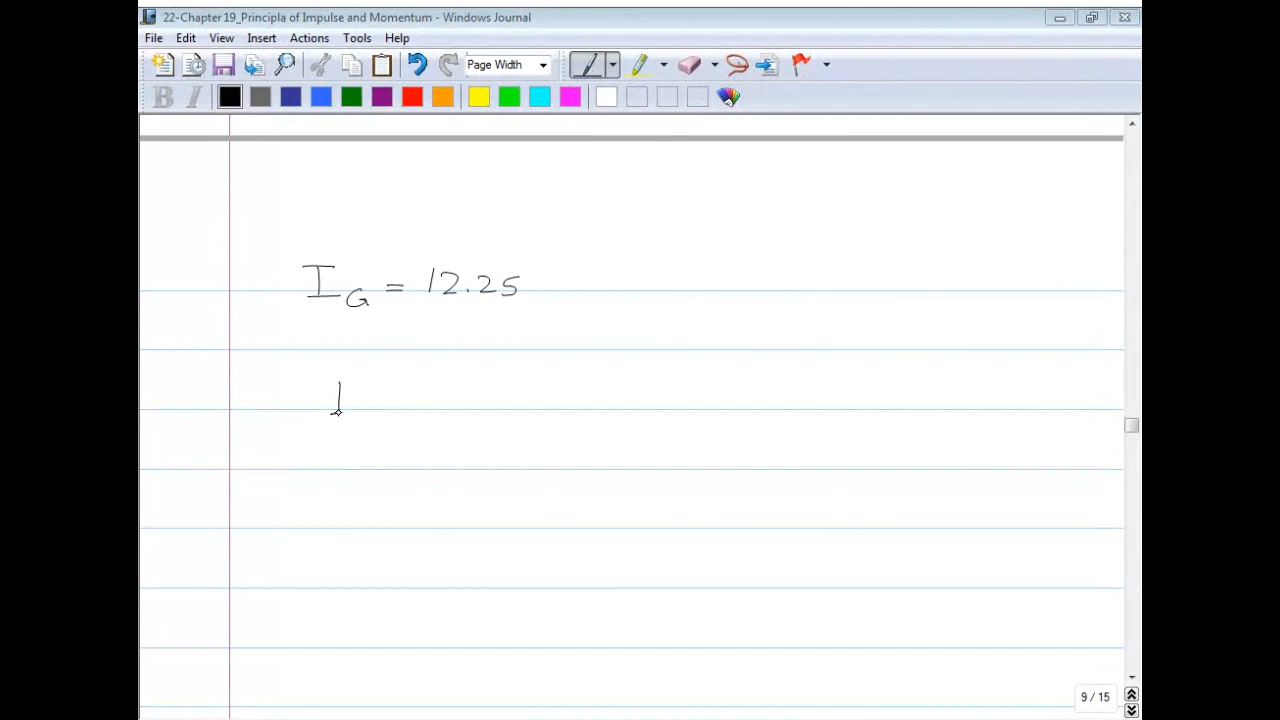 22-Chapter 19_Principla of Impulse and Momentum - Windows Journal
File Edit View Insert Actions Tools Help
Page Width
B I
I_G = 12.25
9 / 15